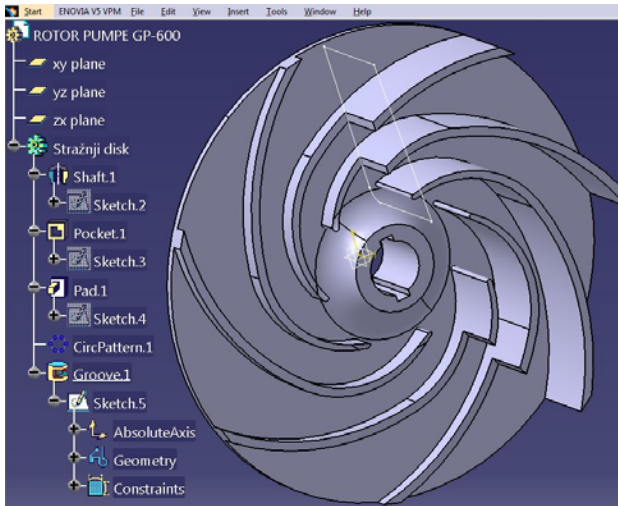 Start ENOVIA V5 VPM File Edit View Insert Tools Window Help
ROTOR PUMPE GP-600
xy plane
yz plane
zx plane
Stražnji disk
Shaft.1
Sketch.2
Pocket.1
Sketch.3
Pad.1
Sketch.4
CircPattern.1
Groove.1
Sketch.5
AbsoluteAxis
Geometry
Constraints